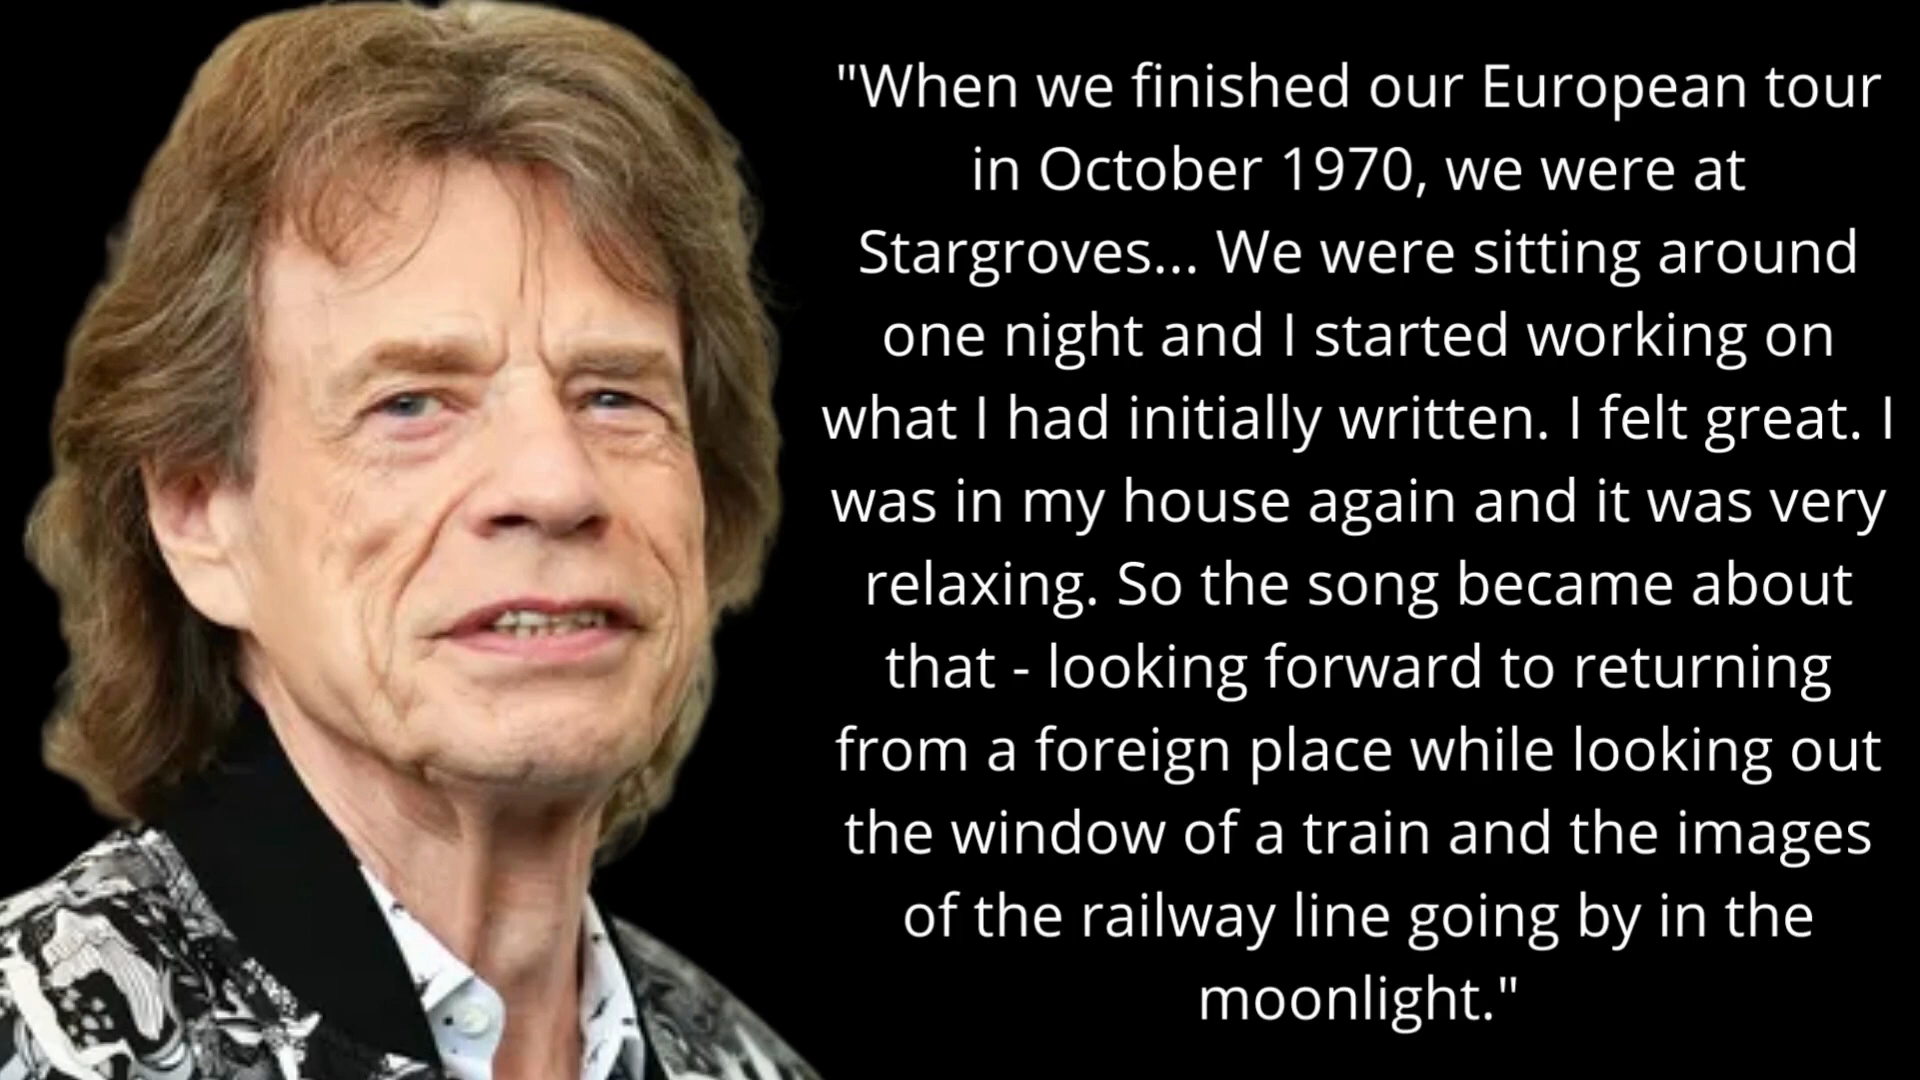 "When we finished our European tour
in October 1970, we were at
Stargroves... We were sitting around
one night and I started working on
what I had initially written. I felt great. I
was in my house again and it was very
relaxing. So the song became about
that - looking forward to returning
from a foreign place while looking out
the window of a train and the images
of the railway line going by in the
moonlight."